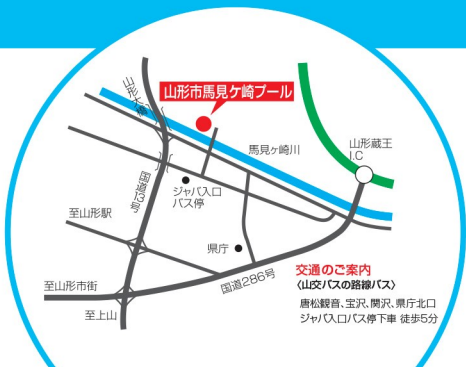 山形市馬見ケ崎プール
山形大橋
馬見ヶ崎川
山形蔵王
I.C
国道13号
ジャバ入口
バス停
至山形駅
県庁
国道286号
至山形市街
至上山
交通のご案内
〈山交バスの路線バス〉
唐松観音、宝沢、関沢、県庁北口
ジャバ入口バス停下車 徒歩5分